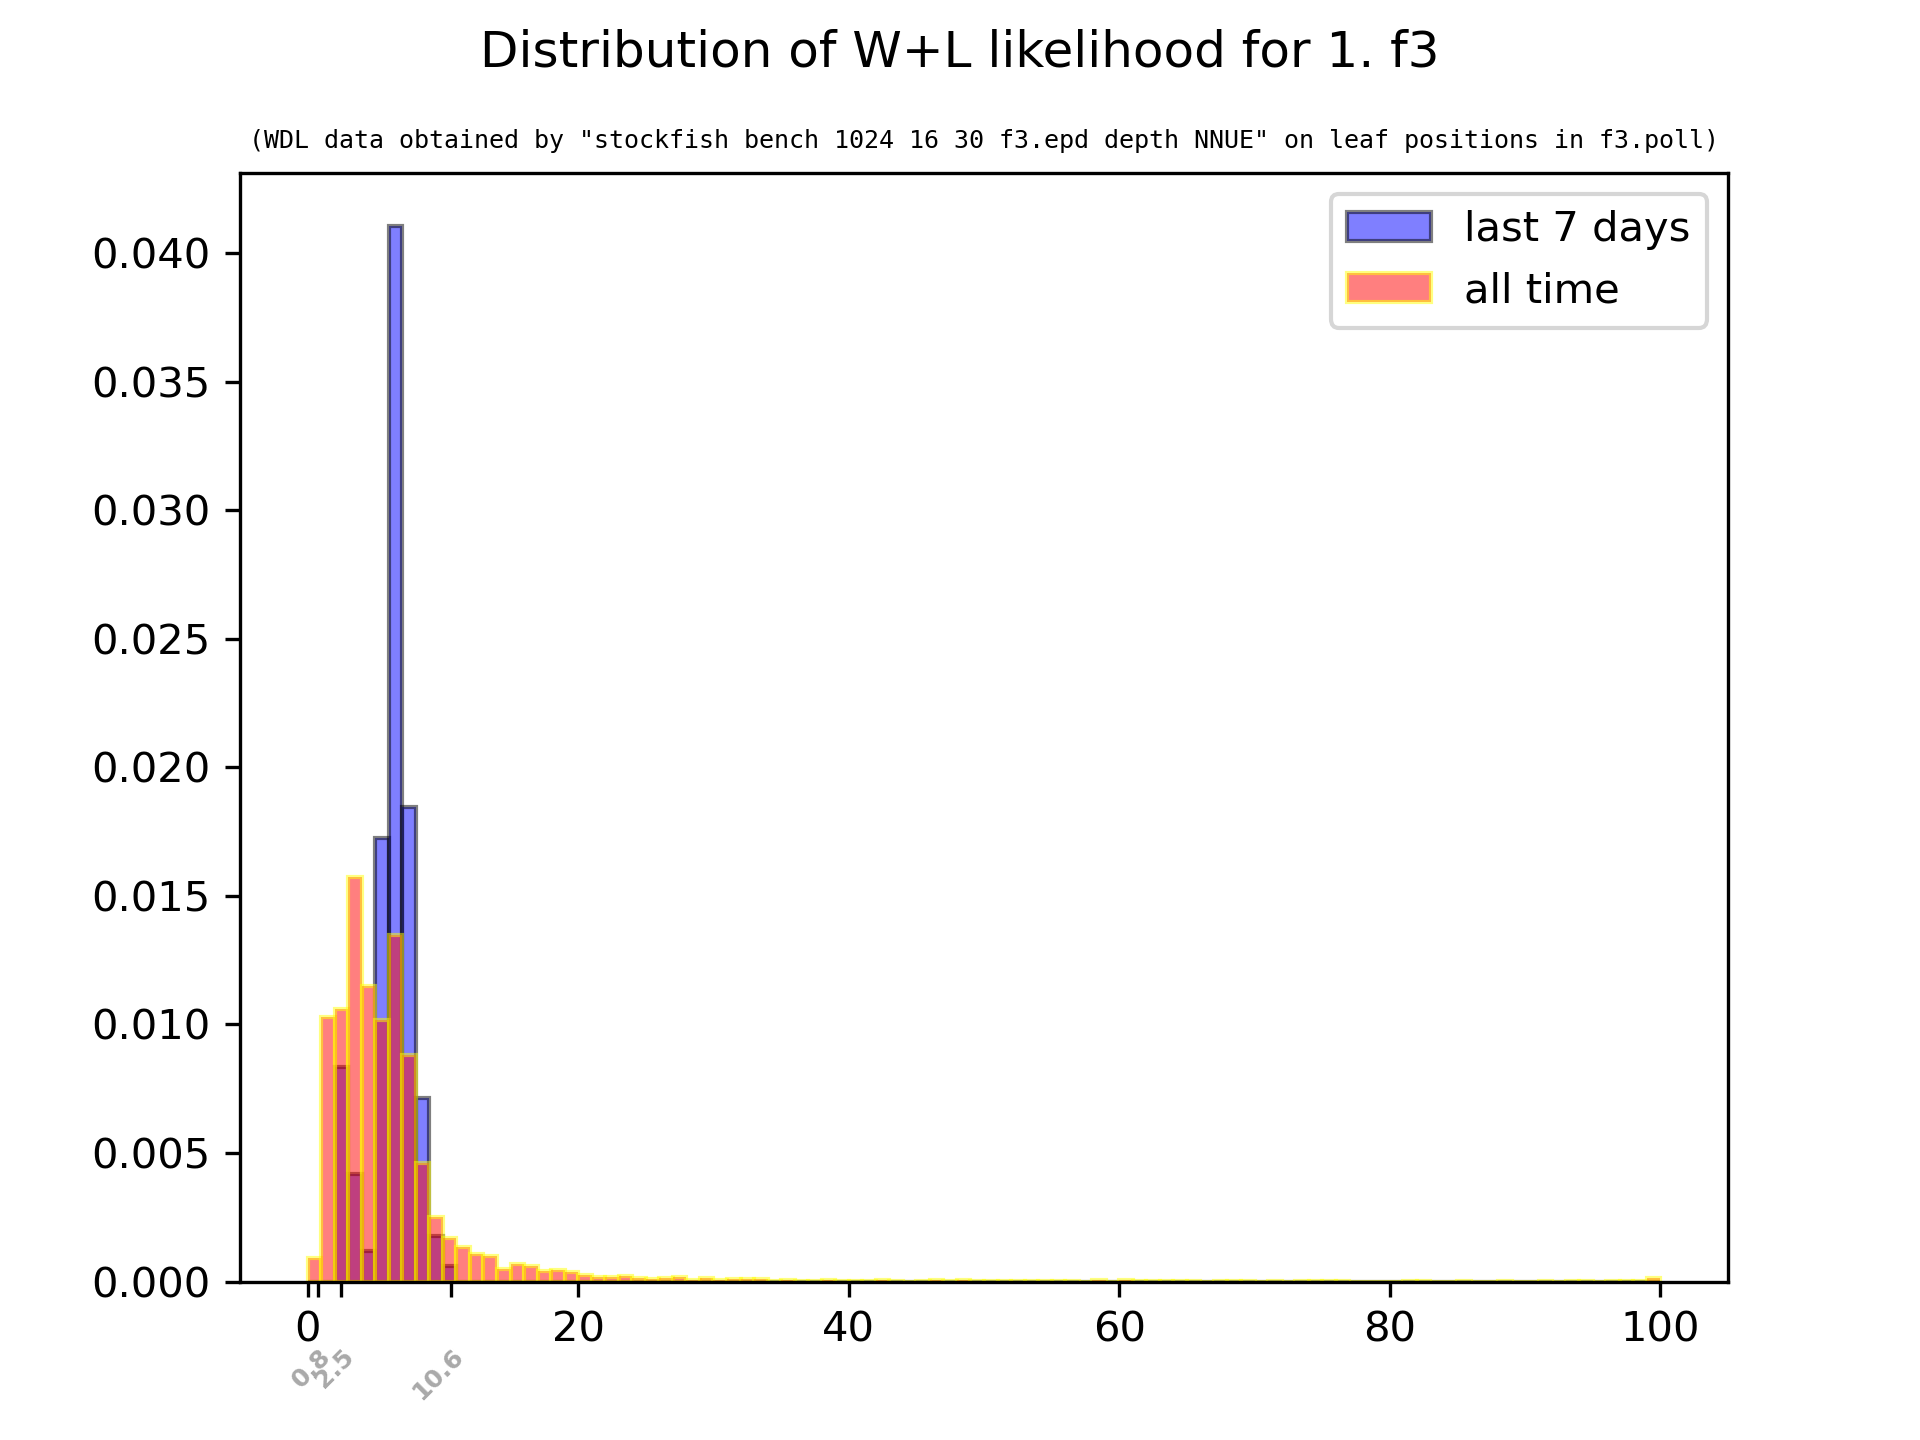 Distribution of W+L likelihood for 1. f3
(WDL data obtained by "stockfish bench 1024 16 30 f3.epd depth NNUE" on leaf positions in f3.poll)
last 7 days
all time
0.040
0.035
0.030
0.025
0.020
0.015
0.010
0.005
0.000
0 20 40 60 80 100
0.8 2.5 10.6